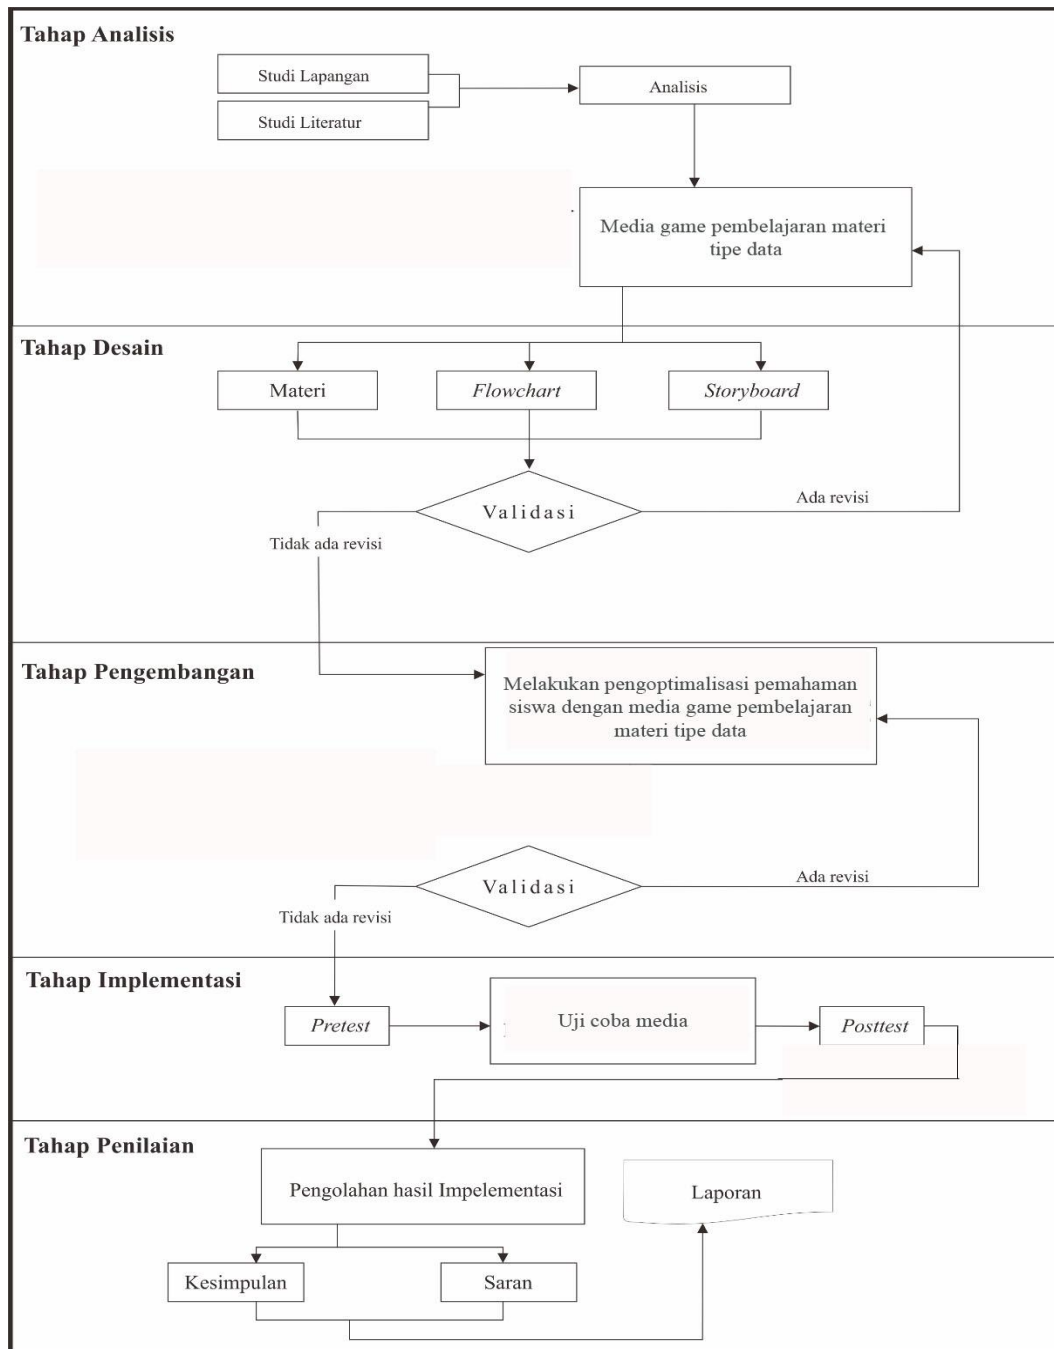 Tahap Analisis
Studi Lapangan
Analisis
Studi Literatur
Media game pembelajaran materi
tipe data
Tahap Desain
Materi
Flowchart
Storyboard
Validasi
Ada revisi
Tidak ada revisi
Tahap Pengembangan
Melakukan pengoptimalisasi pemahaman
siswa dengan media game pembelajaran
materi tipe data
Validasi
Ada revisi
Tidak ada revisi
Tahap Implementasi
Pretest
Uji coba media
Posttest
Tahap Penilaian
Pengolahan hasil Impelementasi
Laporan
Kesimpulan
Saran